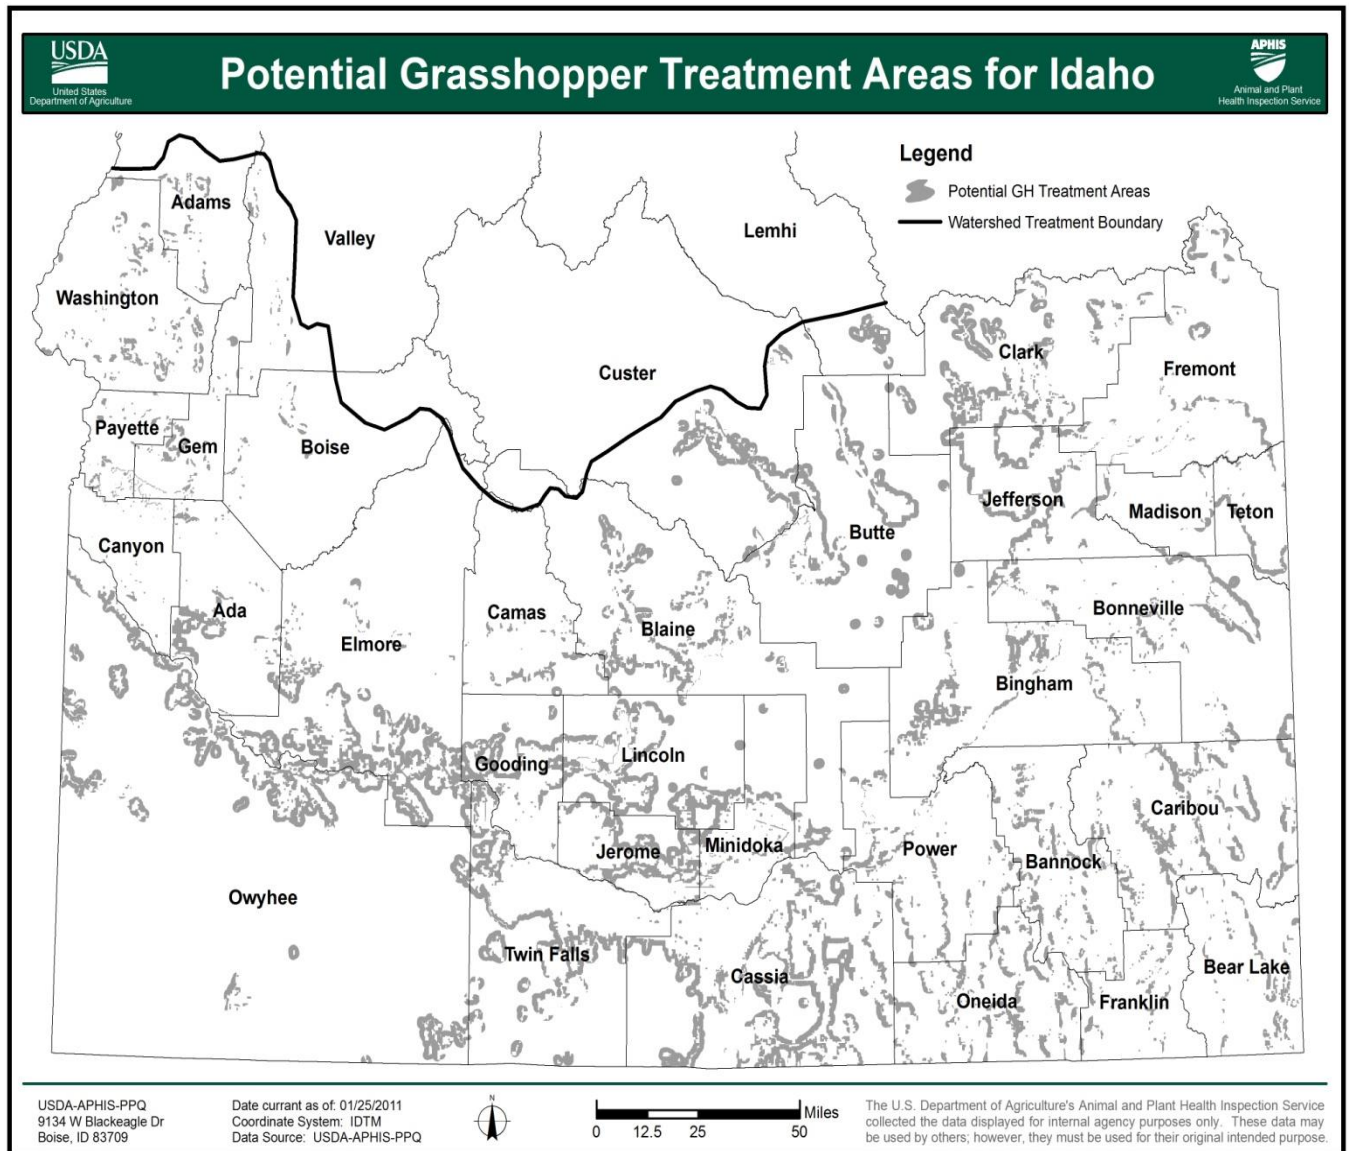 USDA
United States
Department of Agriculture
Potential Grasshopper Treatment Areas for Idaho
APHIS
Animal and Plant
Health Inspection Service
Legend
Potential GH Treatment Areas
Watershed Treatment Boundary
Adams
Valley
Lemhi
Washington
Clark
Fremont
Custer
Payette
Gem
Boise
Jefferson
Madison
Teton
Canyon
Butte
Ada
Camas
Bonneville
Elmore
Blaine
Bingham
Gooding
Lincoln
Caribou
Jerome
Minidoka
Power
Bannock
Owyhee
Twin Falls
Cassia
Bear Lake
Oneida
Franklin
USDA-APHIS-PPQ
9134 W Blackeagle Dr
Boise, ID 83709
Date currant as of: 01/25/2011
Coordinate System: IDTM
Data Source: USDA-APHIS-PPQ
N
Miles
0 12.5 25 50
The U.S. Department of Agriculture's Animal and Plant Health Inspection Service
collected the data displayed for internal agency purposes only. These data may
be used by others; however, they must be used for their original intended purpose.